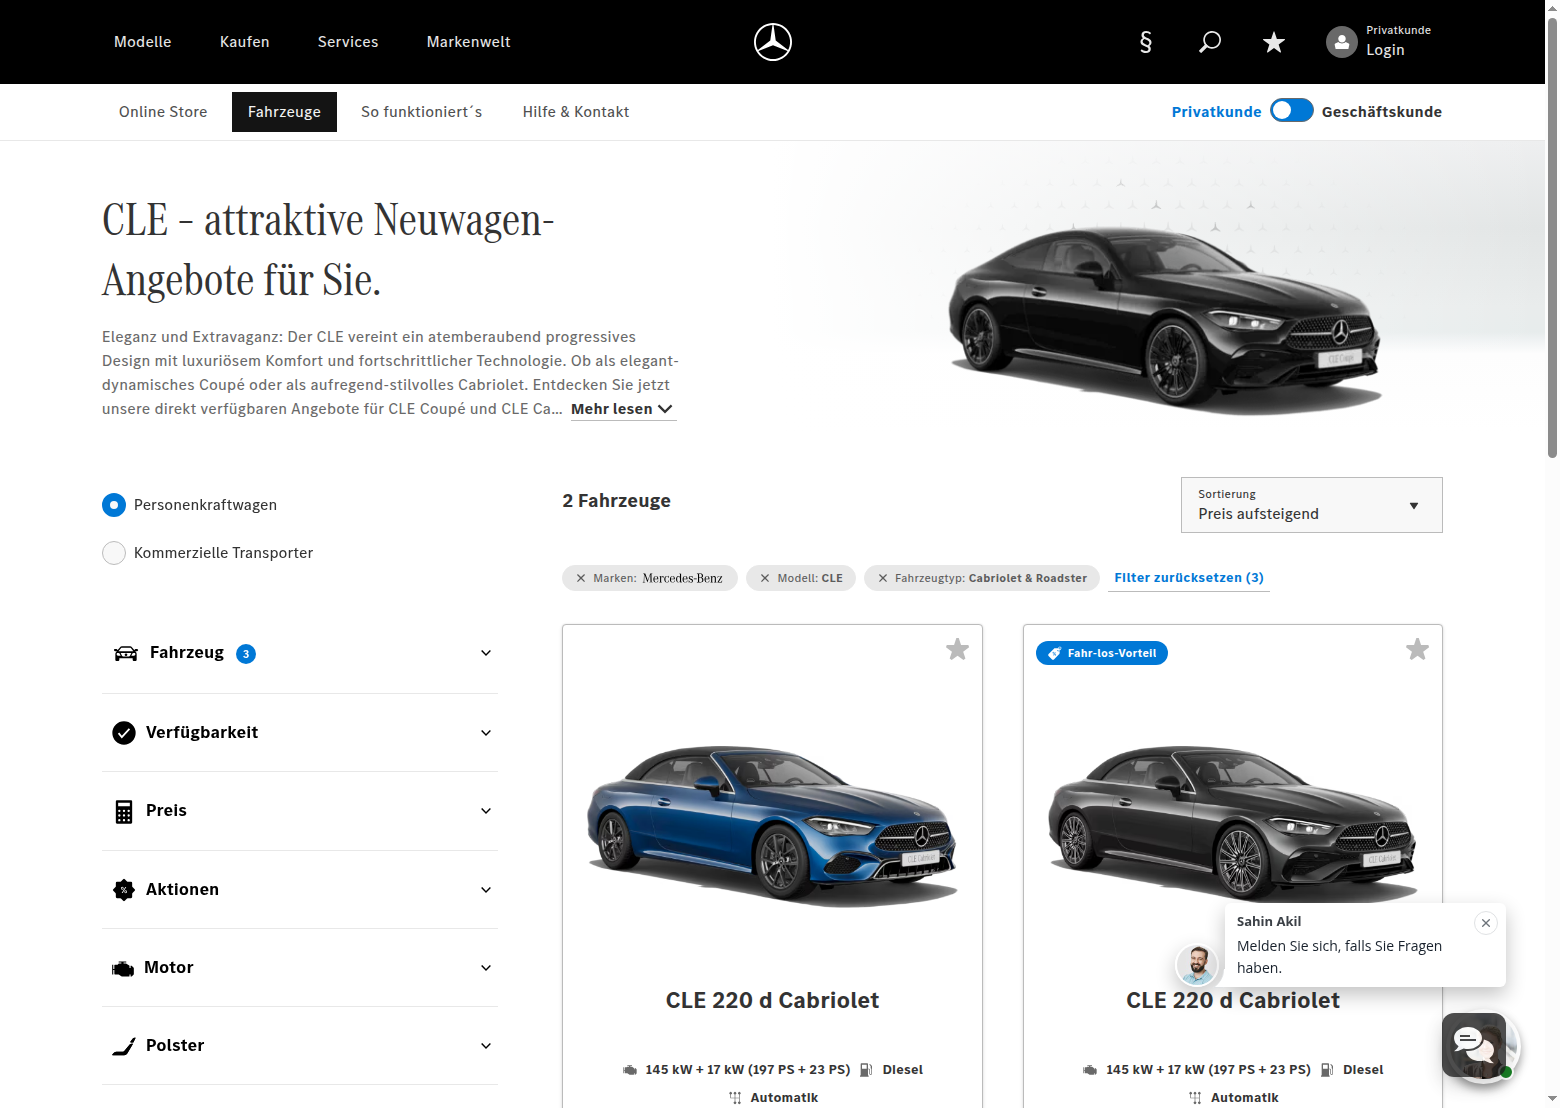 Modelle
Kaufen
Services
Markenwelt
§
Privatkunde
Login
Online Store
Fahrzeuge
So funktioniert´s
Hilfe & Kontakt
Privatkunde
Geschäftskunde
CLE – attraktive Neuwagen-
Angebote für Sie.
Eleganz und Extravaganz: Der CLE vereint ein atemberaubend progressives
Design mit luxuriösem Komfort und fortschrittlicher Technologie. Ob als elegant-
dynamisches Coupé oder als aufregend-stilvolles Cabriolet. Entdecken Sie jetzt
unsere direkt verfügbaren Angebote für CLE Coupé und CLE Ca... Mehr lesen
CLE Coupé
Personenkraftwagen
Kommerzielle Transporter
2 Fahrzeuge
Sortierung
Preis aufsteigend
Marken: Mercedes-Benz
Modell: CLE
Fahrzeugtyp: Cabriolet & Roadster
Filter zurücksetzen (3)
Fahrzeug 3
Verfügbarkeit
Preis
% Aktionen
Motor
Polster
CLE Cabriolet
CLE 220 d Cabriolet
145 kW + 17 kW (197 PS + 23 PS)
Diesel
Automatik
Fahr-los-Vorteil
CLE Cabriolet
CLE 220 d Cabriolet
145 kW + 17 kW (197 PS + 23 PS)
Diesel
Automatik
Sahin Akil
Melden Sie sich, falls Sie Fragen
haben.